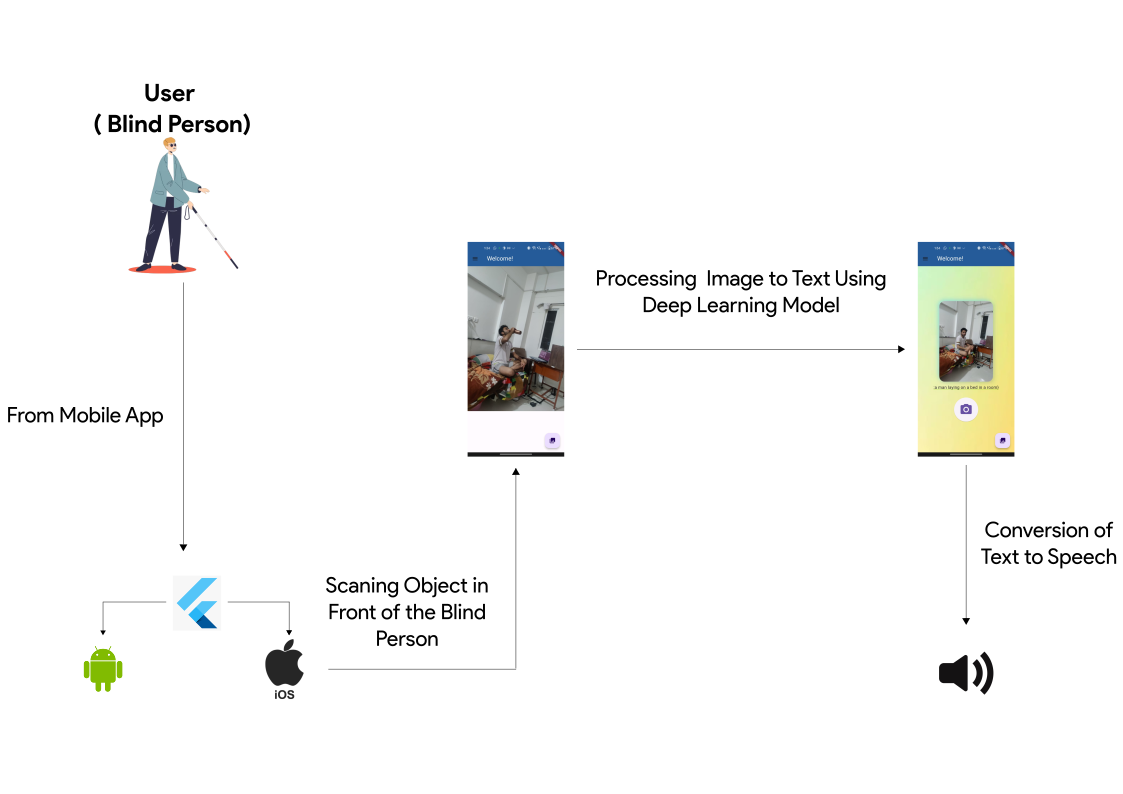 User
( Blind Person)
From Mobile App
iOS
Scaning Object in
Front of the Blind
Person
Welcome!
Processing Image to Text Using
Deep Learning Model
Welcome!
a man laying on a bed in a room
Conversion of
Text to Speech